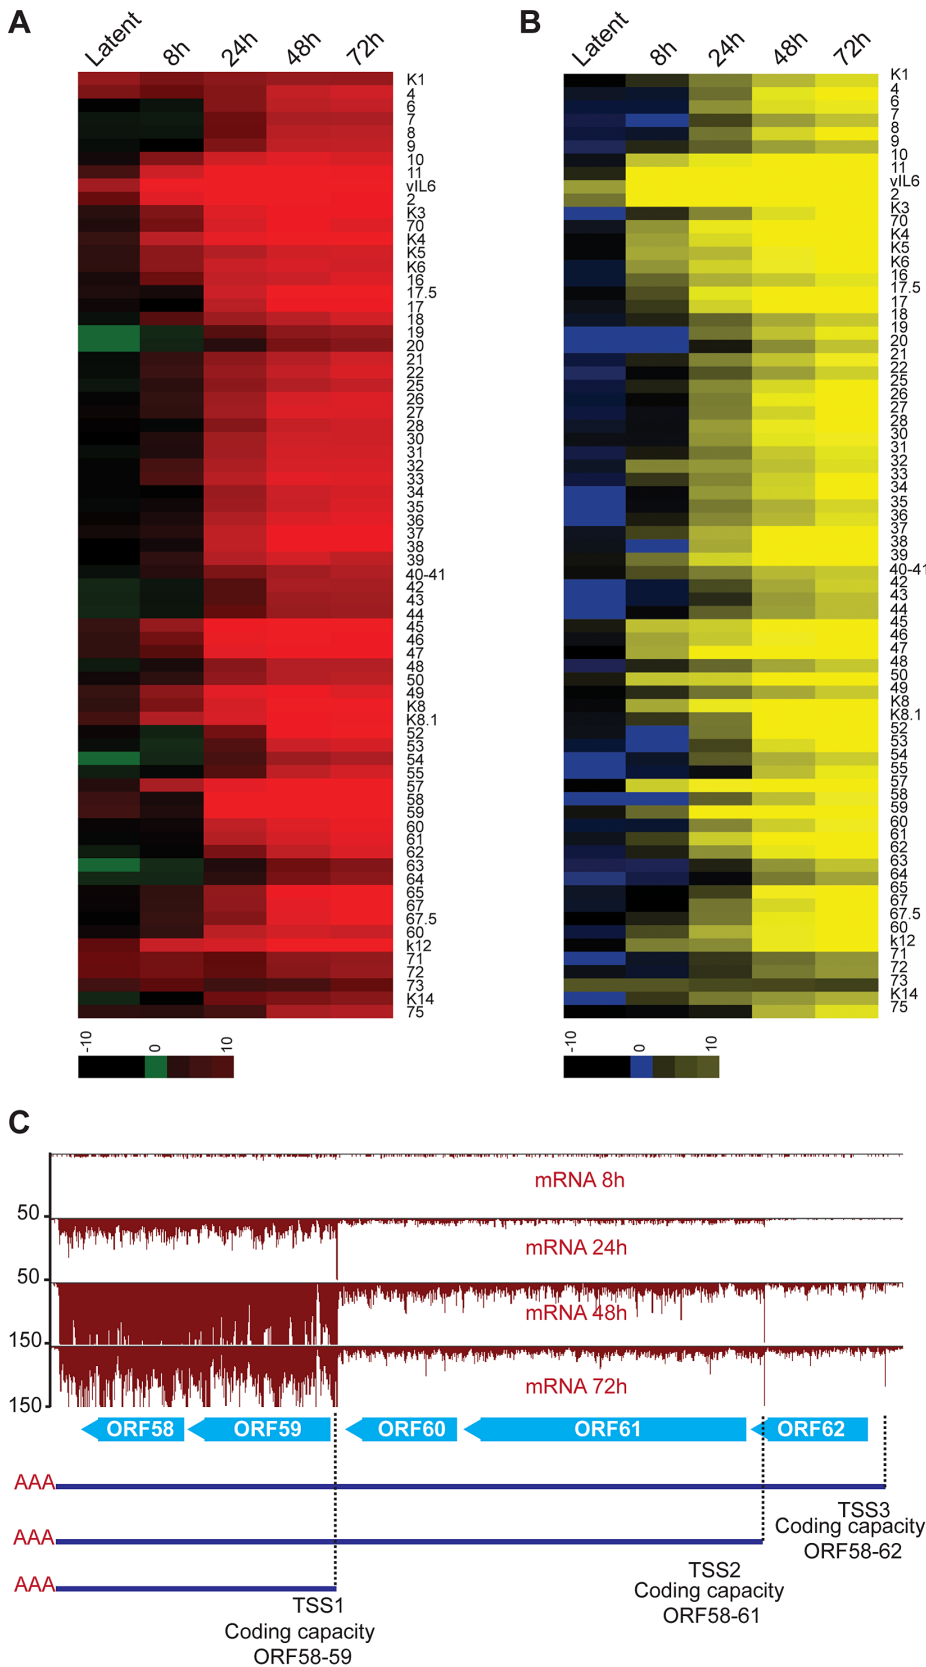 A
Latent 8h 24h 48h 72h
K1
4
6
7
8
9
10
11
vIL6
2
K3
70
K4
K5
K6
16
17.5
17
18
19
20
21
22
25
26
27
28
30
31
32
33
34
35
36
37
38
39
40-41
42
43
44
45
46
47
48
50
49
K8
K8.1
52
53
54
55
57
58
59
60
61
62
63
64
65
67
67.5
60
k12
71
72
73
K14
75
-10 0 10
B
Latent 8h 24h 48h 72h
K1
4
6
7
8
9
10
11
vIL6
2
K3
70
K4
K5
K6
16
17.5
17
18
19
20
21
22
25
26
27
28
30
31
32
33
34
35
36
37
38
39
40-41
42
43
44
45
46
47
48
50
49
K8
K8.1
52
53
54
55
57
58
59
60
61
62
63
64
65
67
67.5
60
k12
71
72
73
K14
75
-10 0 10
C
mRNA 8h
50
mRNA 24h
50
mRNA 48h
150
mRNA 72h
150
ORF58 ORF59 ORF60 ORF61 ORF62
AAA
TSS3
Coding capacity
ORF58-62
AAA
TSS2
Coding capacity
ORF58-61
AAA
TSS1
Coding capacity
ORF58-59